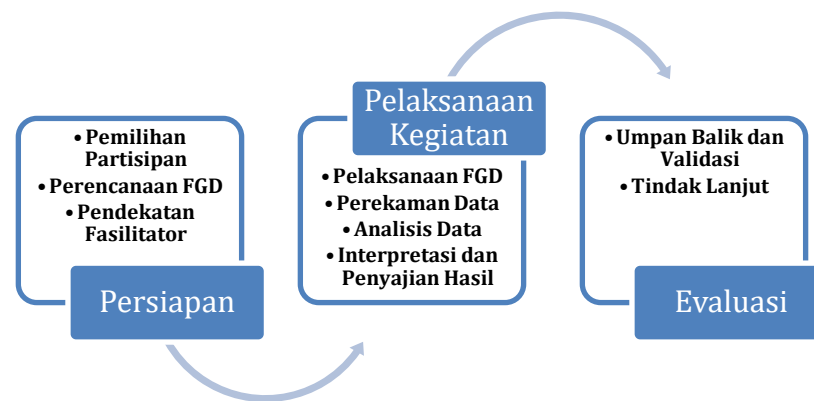 • Pemilihan
Partisipan
• Perencanaan FGD
• Pendekatan
Fasilitator
Persiapan
Pelaksanaan
Kegiatan
• Pelaksanaan FGD
• Perekaman Data
• Analisis Data
• Interpretasi dan
Penyajian Hasil
• Umpan Balik dan
Validasi
• Tindak Lanjut
Evaluasi